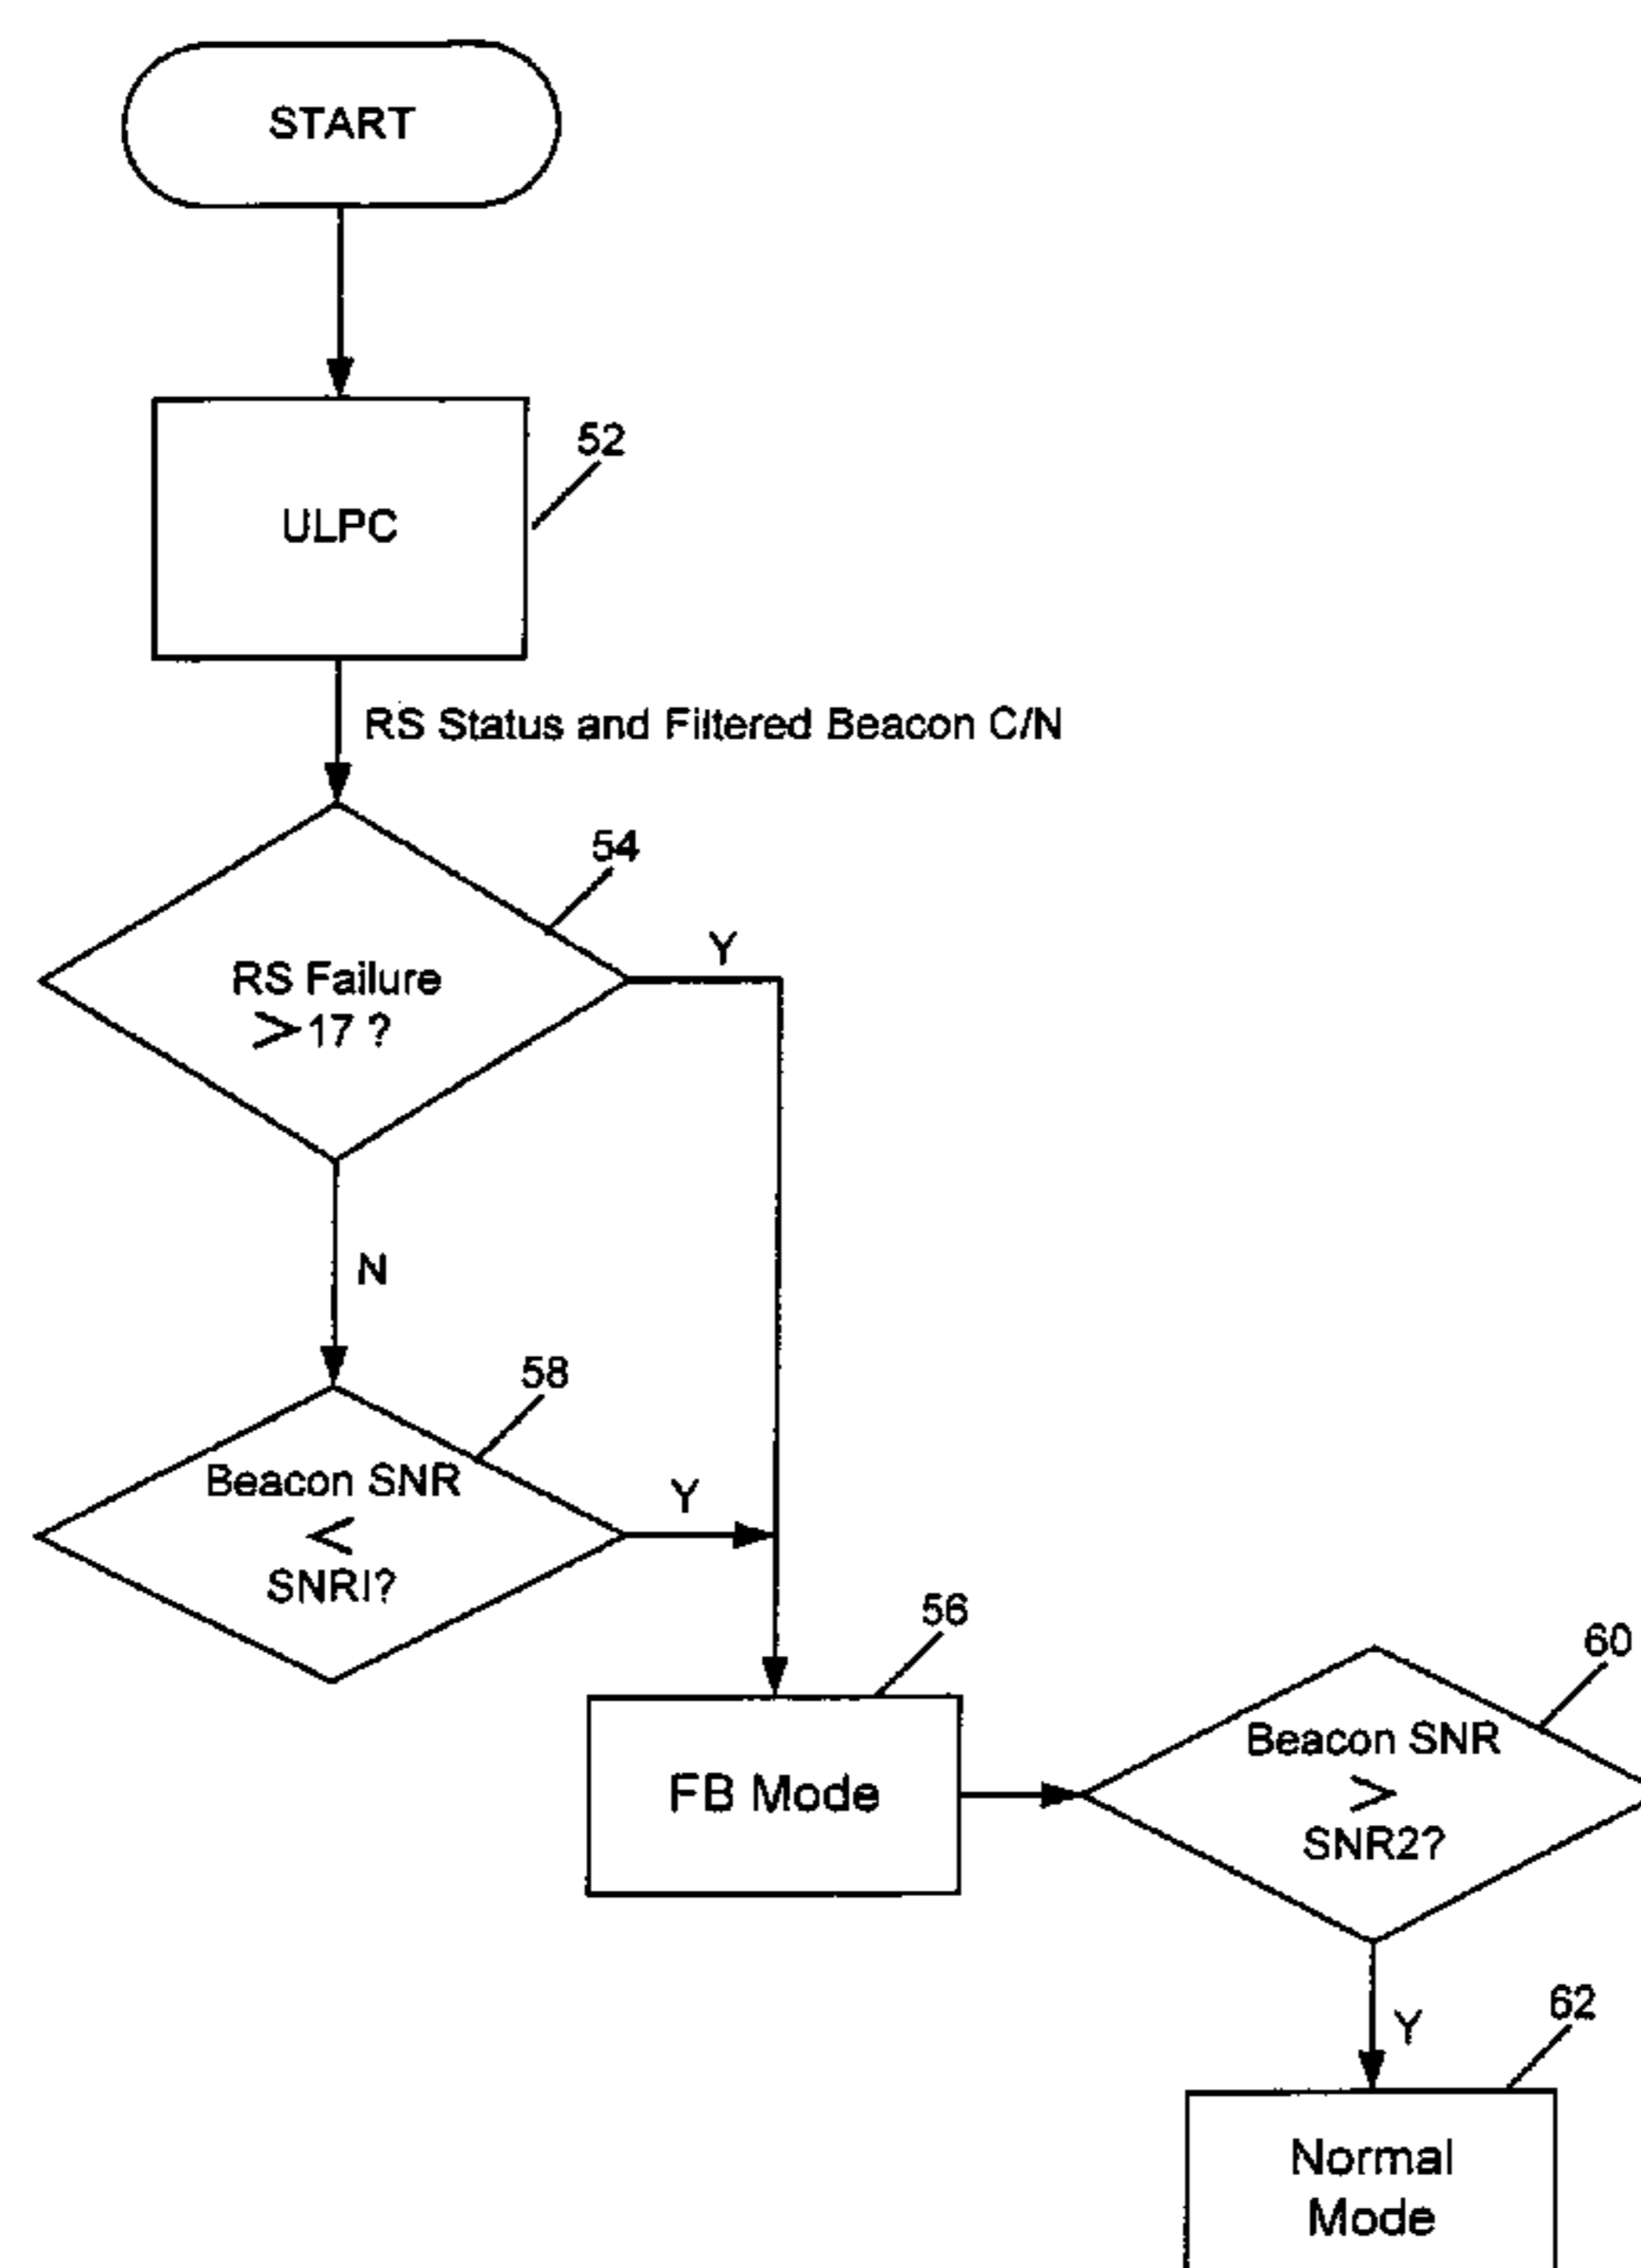 START
52
ULPC
RS Status and Filtered Beacon C/N
54
Y
RS Failure
>17 ?
N
58
Beacon SNR
<
SNRI?
Y
56
FB Mode
60
Beacon SNR
>
SNR2?
Y
62
Normal
Mode